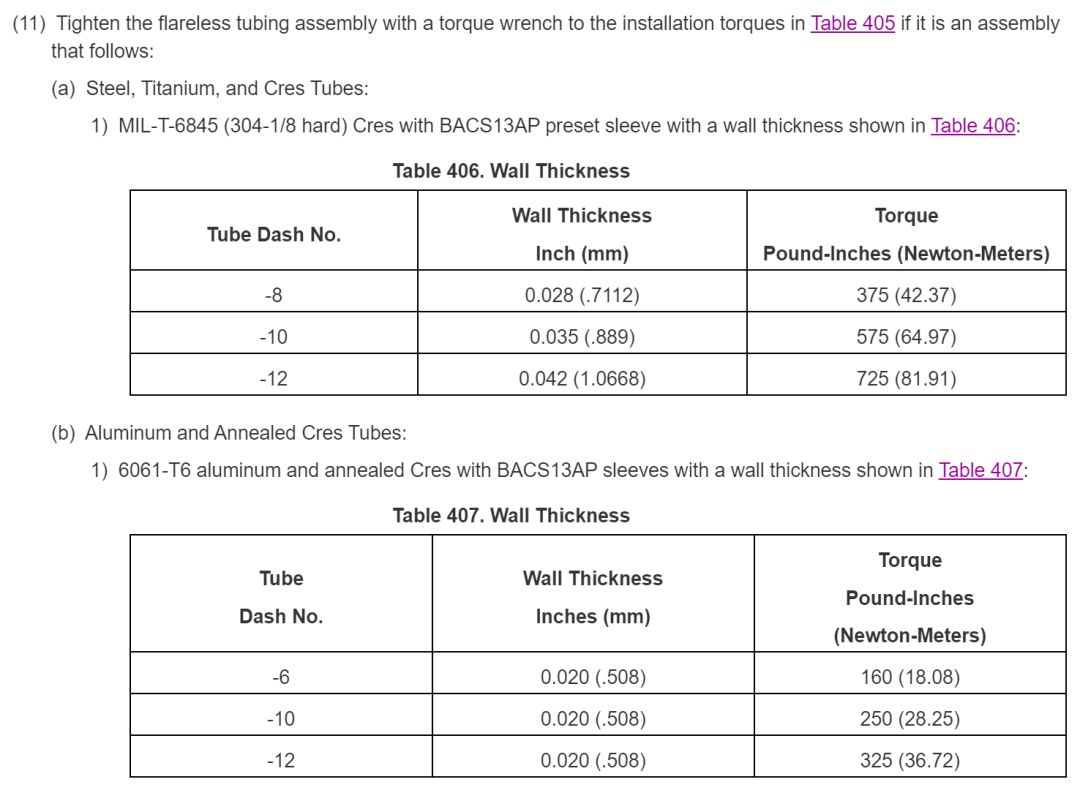 (11) Tighten the flareless tubing assembly with a torque wrench to the installation torques in Table 405 if it is an assembly
that follows:
(a) Steel, Titanium, and Cres Tubes:
1) MIL-T-6845 (304-1/8 hard) Cres with BACS13AP preset sleeve with a wall thickness shown in Table 406:
Table 406. Wall Thickness
Tube Dash No. Wall Thickness Torque
Inch (mm) Pound-Inches (Newton-Meters)
-8 0.028 (.7112) 375 (42.37)
-10 0.035 (.889) 575 (64.97)
-12 0.042 (1.0668) 725 (81.91)
(b) Aluminum and Annealed Cres Tubes:
1) 6061-T6 aluminum and annealed Cres with BACS13AP sleeves with a wall thickness shown in Table 407:
Table 407. Wall Thickness
Tube Wall Thickness Torque
Dash No. Inches (mm) Pound-Inches
(Newton-Meters)
-6 0.020 (.508) 160 (18.08)
-10 0.020 (.508) 250 (28.25)
-12 0.020 (.508) 325 (36.72)